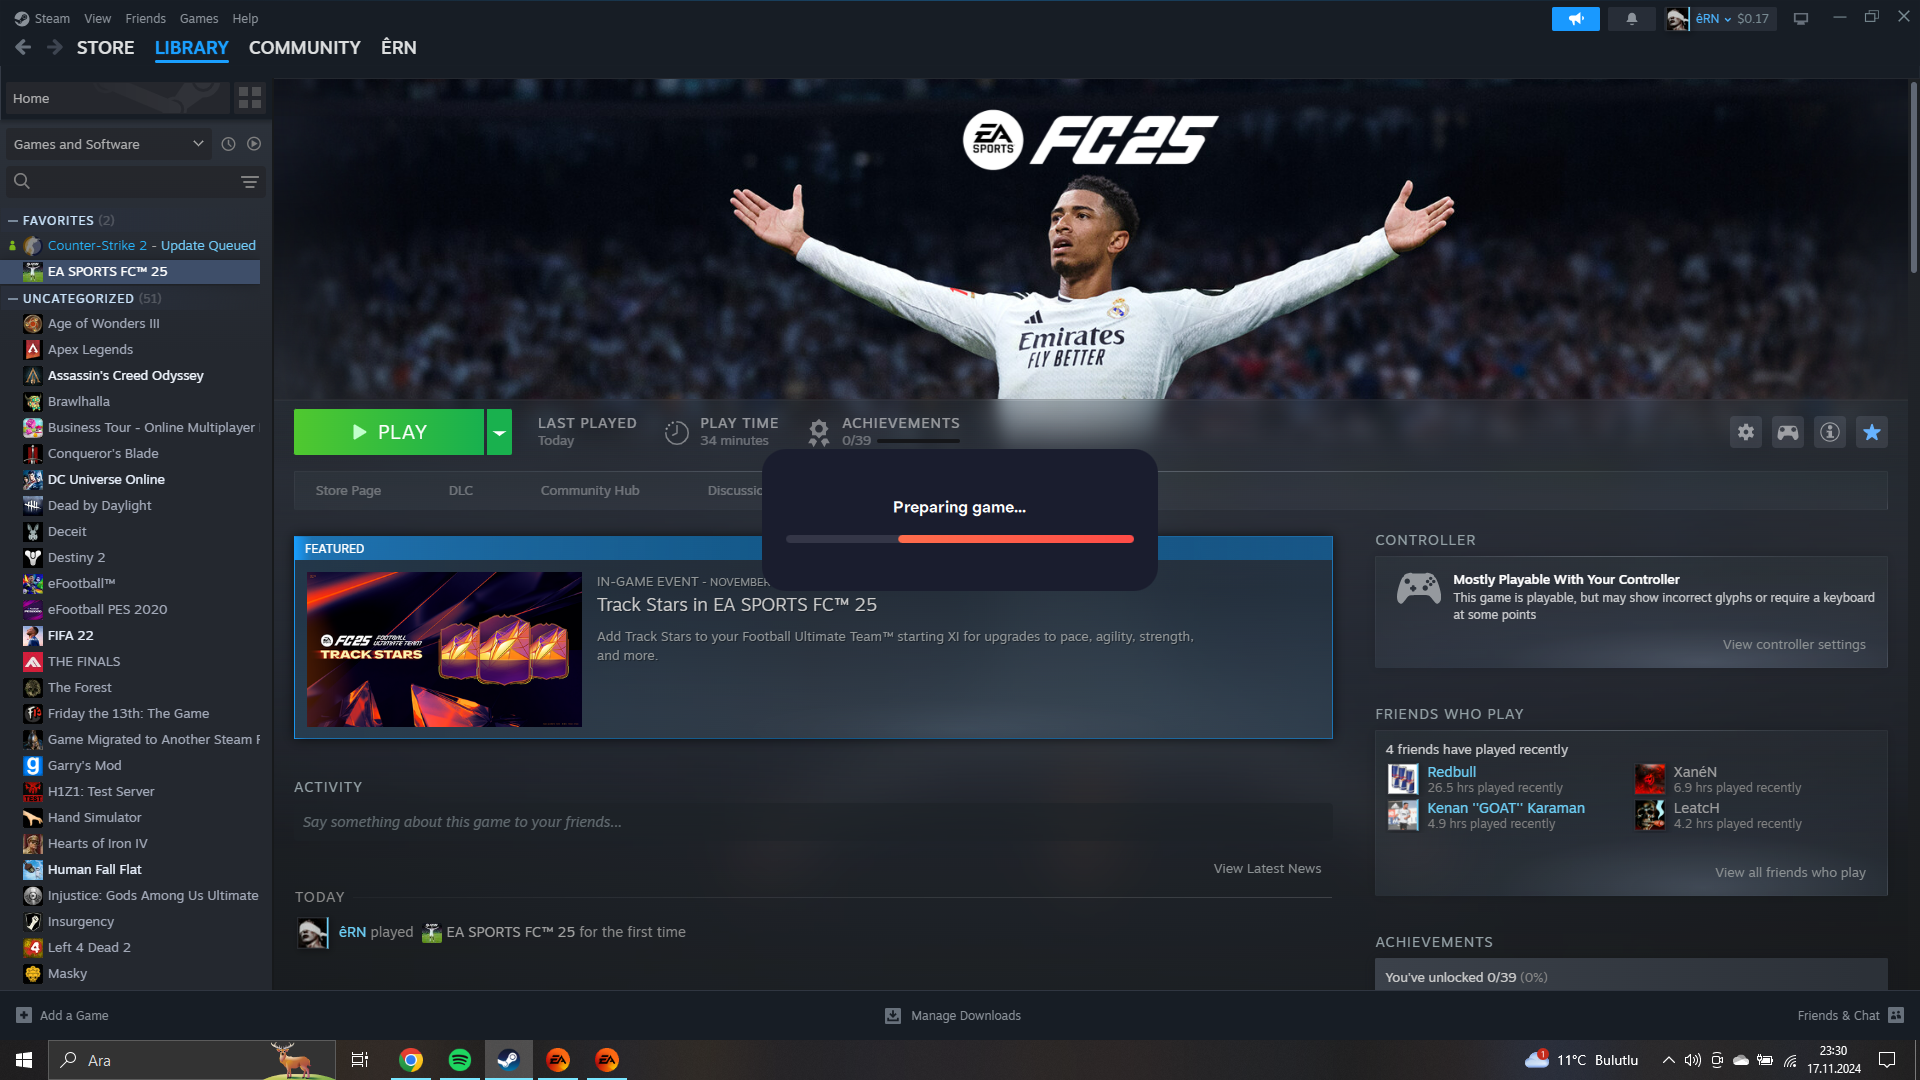 Steam View Friends Games Help
êRN $0.17
STORE LIBRARY COMMUNITY ÊRN
Home
Games and Software
FAVORITES (2)
Counter-Strike 2 - Update Queued
EA SPORTS FC™ 25
UNCATEGORIZED (51)
Age of Wonders III
Apex Legends
Assassin's Creed Odyssey
Brawlhalla
Business Tour - Online Multiplayer
Conqueror's Blade
DC Universe Online
Dead by Daylight
Deceit
Destiny 2
eFootball™
eFootball PES 2020
FIFA 22
THE FINALS
The Forest
Friday the 13th: The Game
Game Migrated to Another Steam
Garry's Mod
H1Z1: Test Server
Hand Simulator
Hearts of Iron IV
Human Fall Flat
Injustice: Gods Among Us Ultimate
Insurgency
Left 4 Dead 2
Masky
EA SPORTS FC25
Emirates
FLY BETTER
PLAY
LAST PLAYED
Today
PLAY TIME
34 minutes
ACHIEVEMENTS
0/39
Store Page DLC Community Hub Discussio
Preparing game...
FEATURED
FC25 FOOTBALL ULTIMATE TEAM
TRACK STARS
IN-GAME EVENT - NOVEMBER
Track Stars in EA SPORTS FC™ 25
Add Track Stars to your Football Ultimate Team™ starting XI for upgrades to pace, agility, strength,
and more.
ACTIVITY
Say something about this game to your friends...
View Latest News
TODAY
êRN played EA SPORTS FC™ 25 for the first time
CONTROLLER
Mostly Playable With Your Controller
This game is playable, but may show incorrect glyphs or require a keyboard
at some points
View controller settings
FRIENDS WHO PLAY
4 friends have played recently
Redbull
26.5 hrs played recently
XanéN
6.9 hrs played recently
Kenan "GOAT" Karaman
4.9 hrs played recently
LeatcH
4.2 hrs played recently
View all friends who play
ACHIEVEMENTS
You've unlocked 0/39 (0%)
Add a Game
Manage Downloads
Friends & Chat
Ara
EA
EA
1
11°C Bulutlu
23:30
17.11.2024